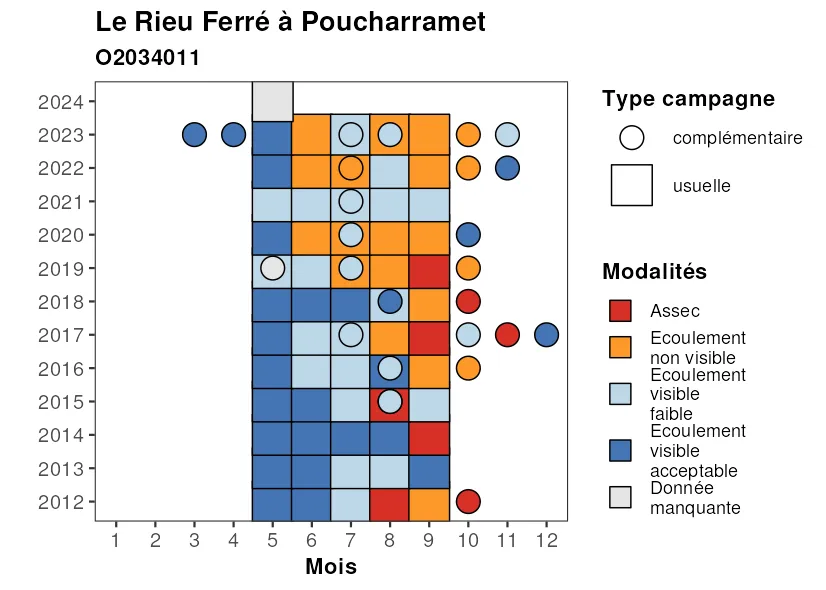 Le Rieu Ferré à Poucharramet
O2034011
2024
2023
2022
2021
2020
2019
2018
2017
2016
2015
2014
2013
2012
1 2 3 4 5 6 7 8 9 10 11 12
Mois
Type campagne
complémentaire
usuelle
Modalités
Assec
Ecoulement
non visible
Ecoulement
visible
faible
Ecoulement
visible
acceptable
Donnée
manquante